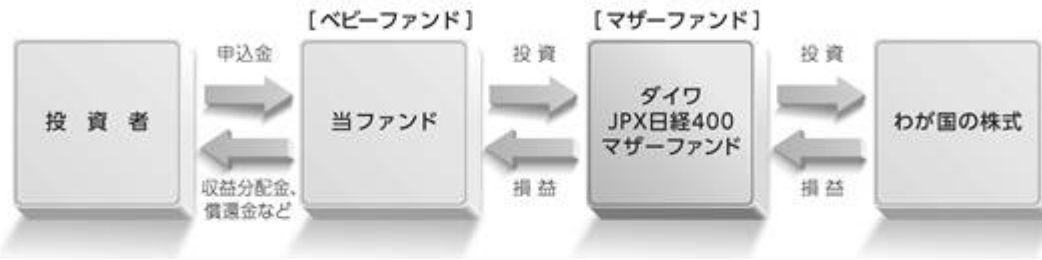 [ベビーファンド]
[マザーファンド]
申込金
投資
投資
投資者
当ファンド
ダイワ
JPX日経400
マザーファンド
わが国の株式
収益分配金、
償還金など
損益
損益